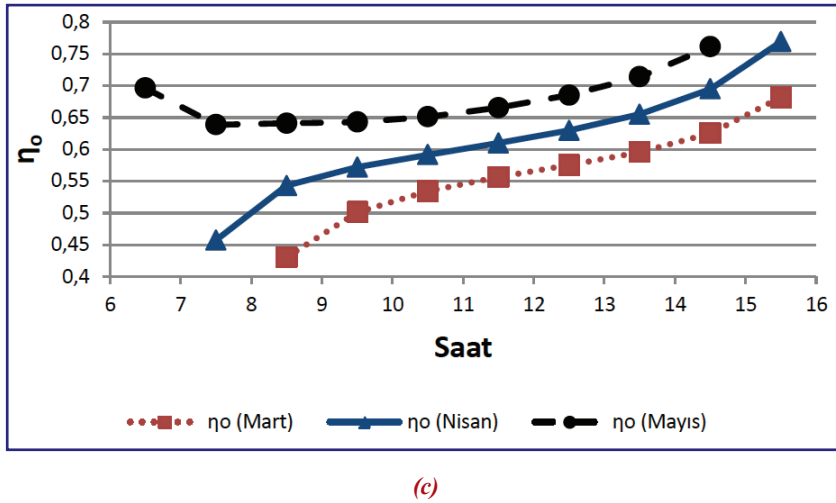 0,8
0,75
0,7
0,65
0,6
0,55
0,5
0,45
0,4
ηo
6 7 8 9 10 11 12 13 14 15 16
Saat
ηo (Mart) ηo (Nisan) ηo (Mayıs)
(c)